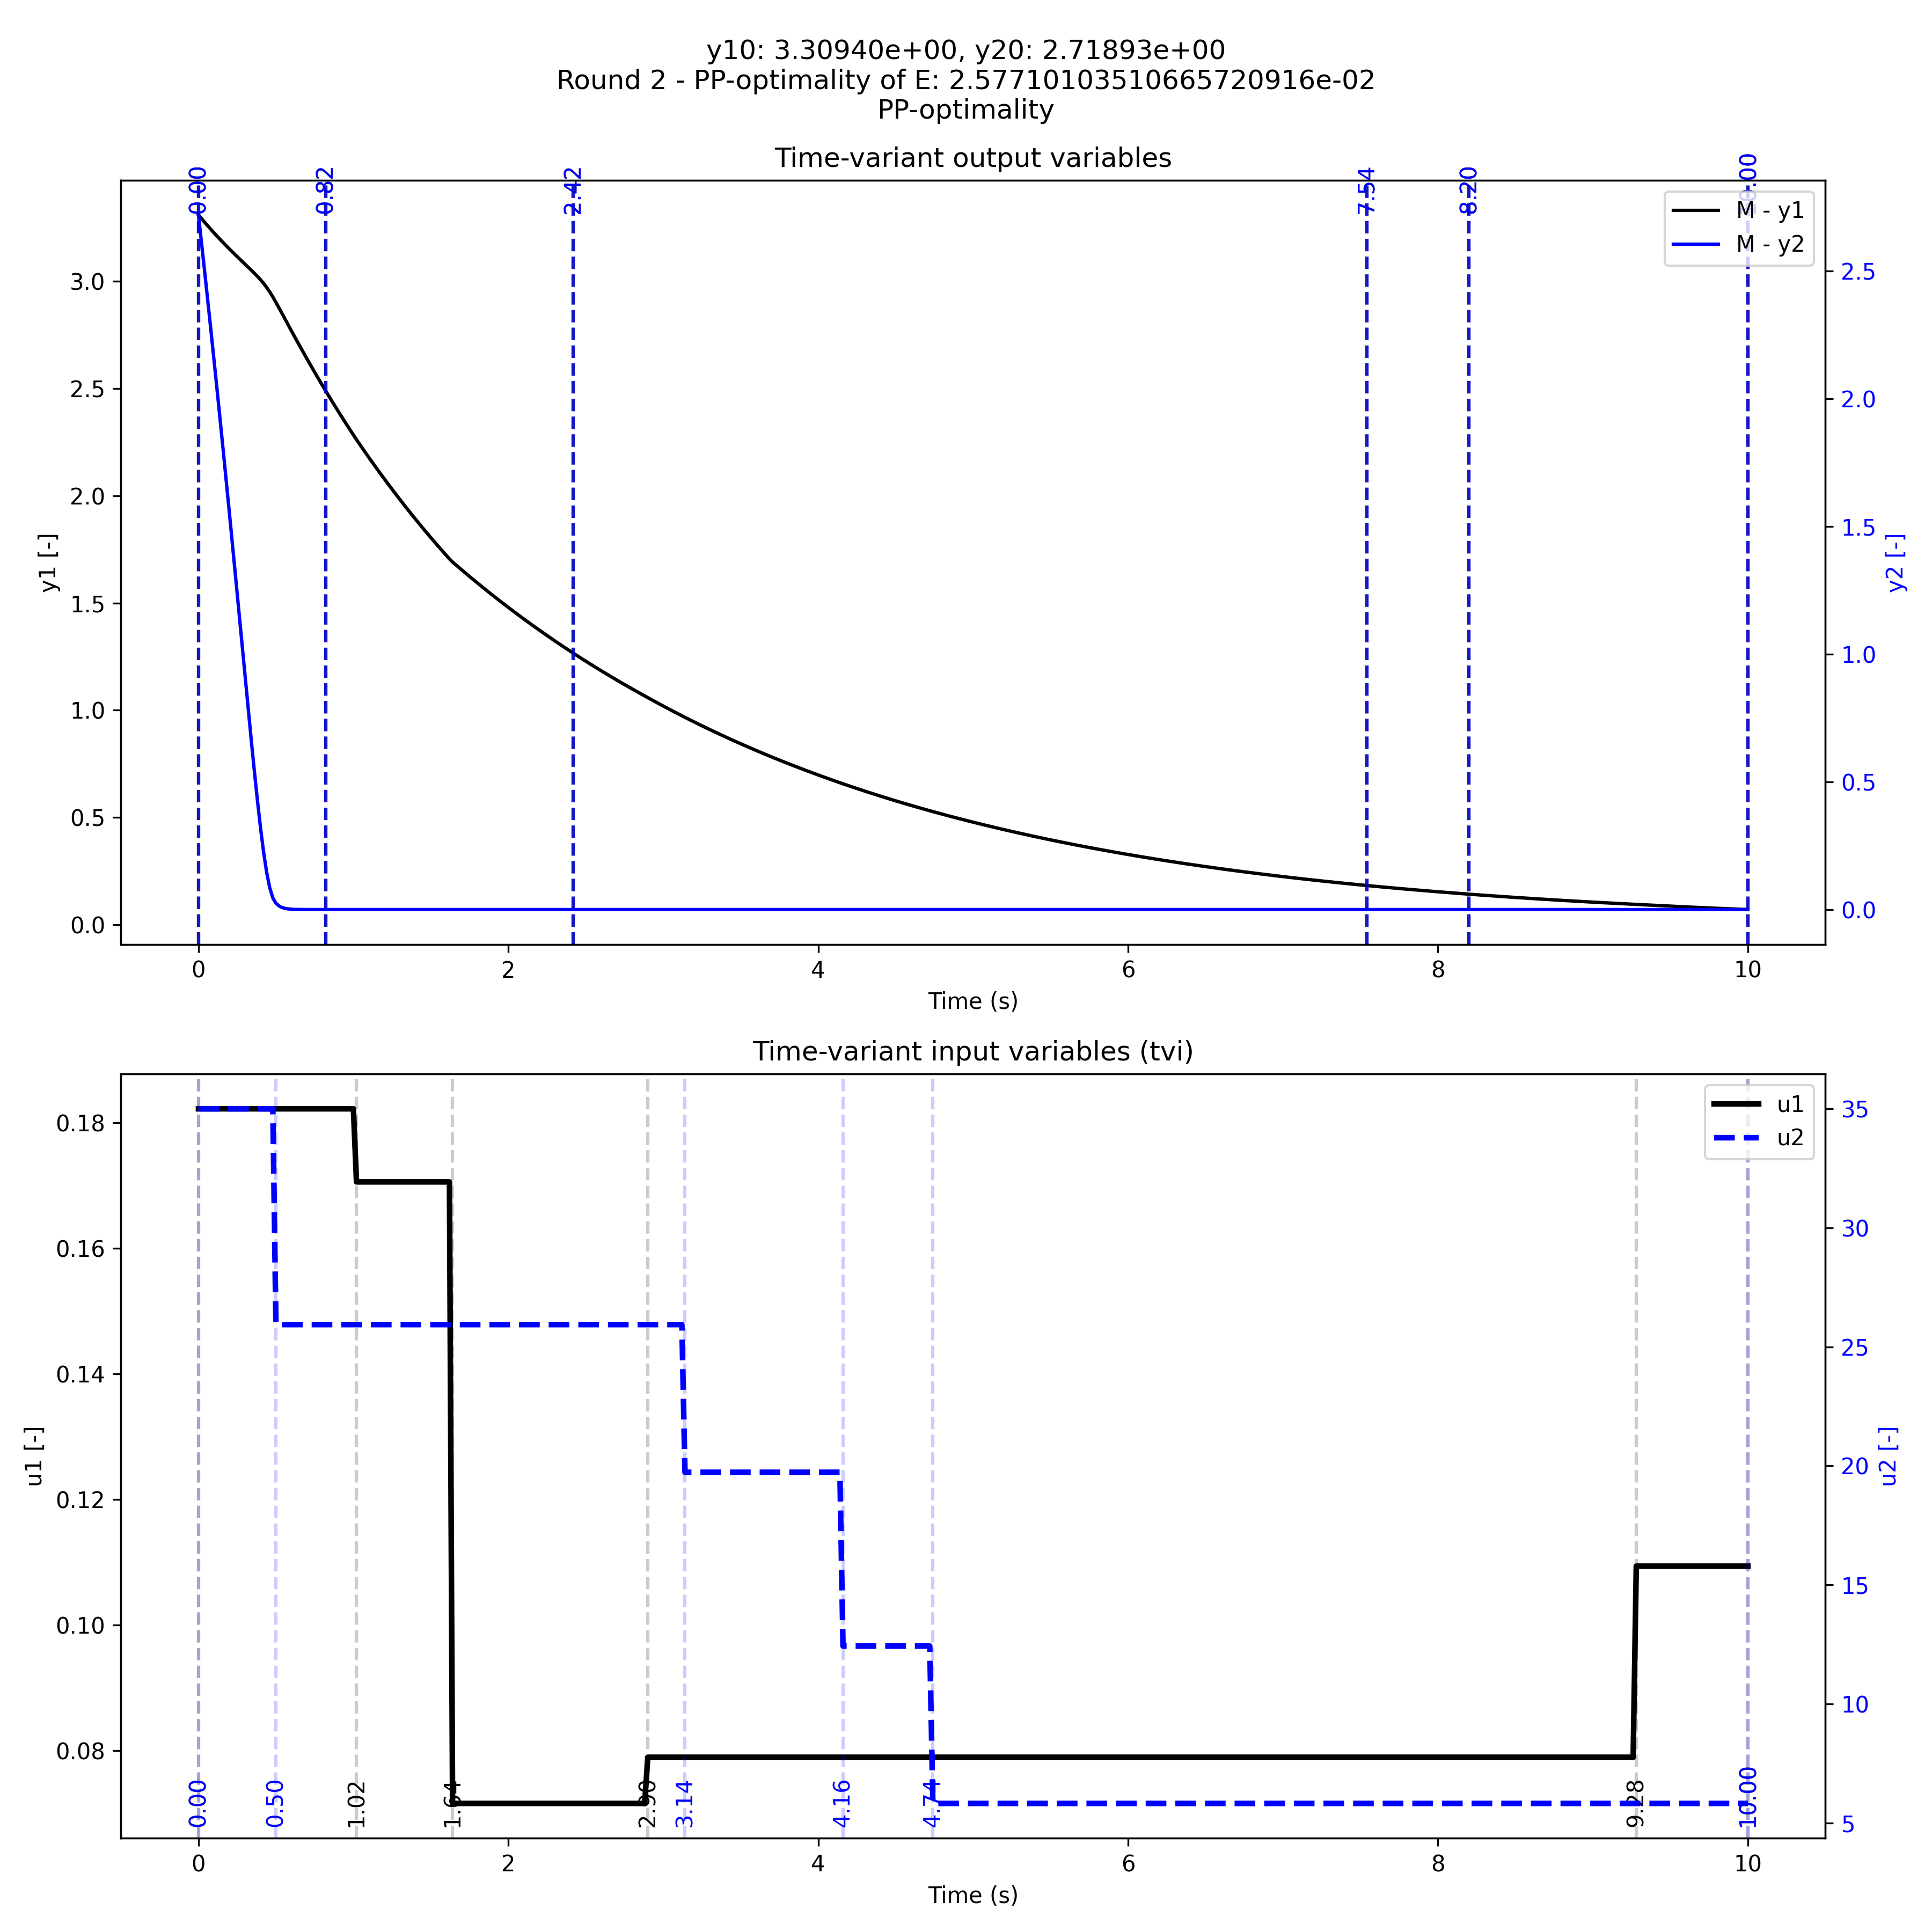 y10: 3.30940e+00, y20: 2.71893e+00
Round 2 - PP-optimality of E: 2.57710103510665720916e-02
PP-optimality
Time-variant output variables
0.00
0.82
2.42
7.54
8.20
M - y1
M - y2
3.0
2.5
2.0
1.5
1.0
0.5
0.0
y1 [-]
2.5
2.0
1.5
1.0
0.5
0.0
y2 [-]
0 2 4 6 8 10
Time (s)
Time-variant input variables (tvi)
u1
u2
0.18
0.16
0.14
0.12
0.10
0.08
u1 [-]
35
30
25
20
15
10
5
u2 [-]
0.00
0.50
1.02
1.64
2.90
3.14
4.16
4.74
9.28
10.00
0 2 4 6 8 10
Time (s)